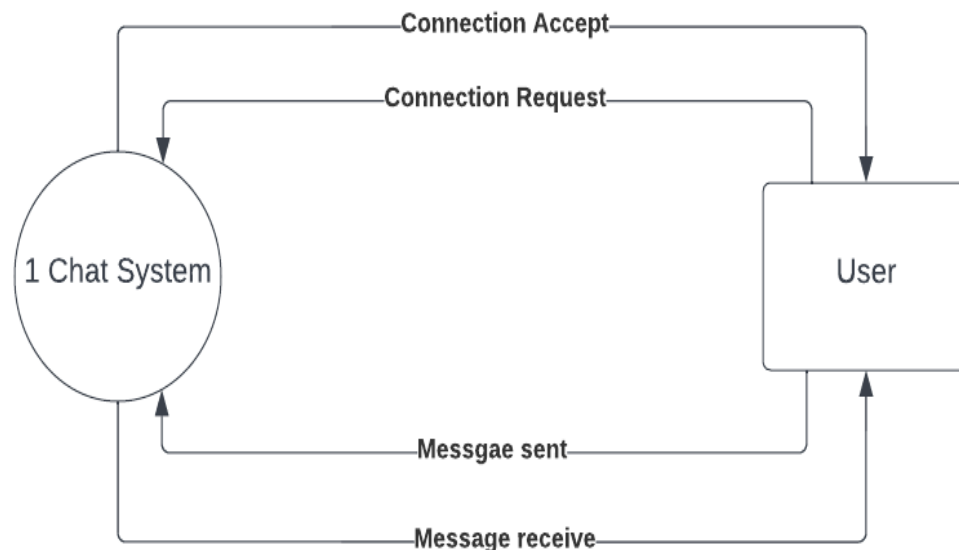 Connection Accept
Connection Request
1 Chat System
User
Messgae sent
Message receive